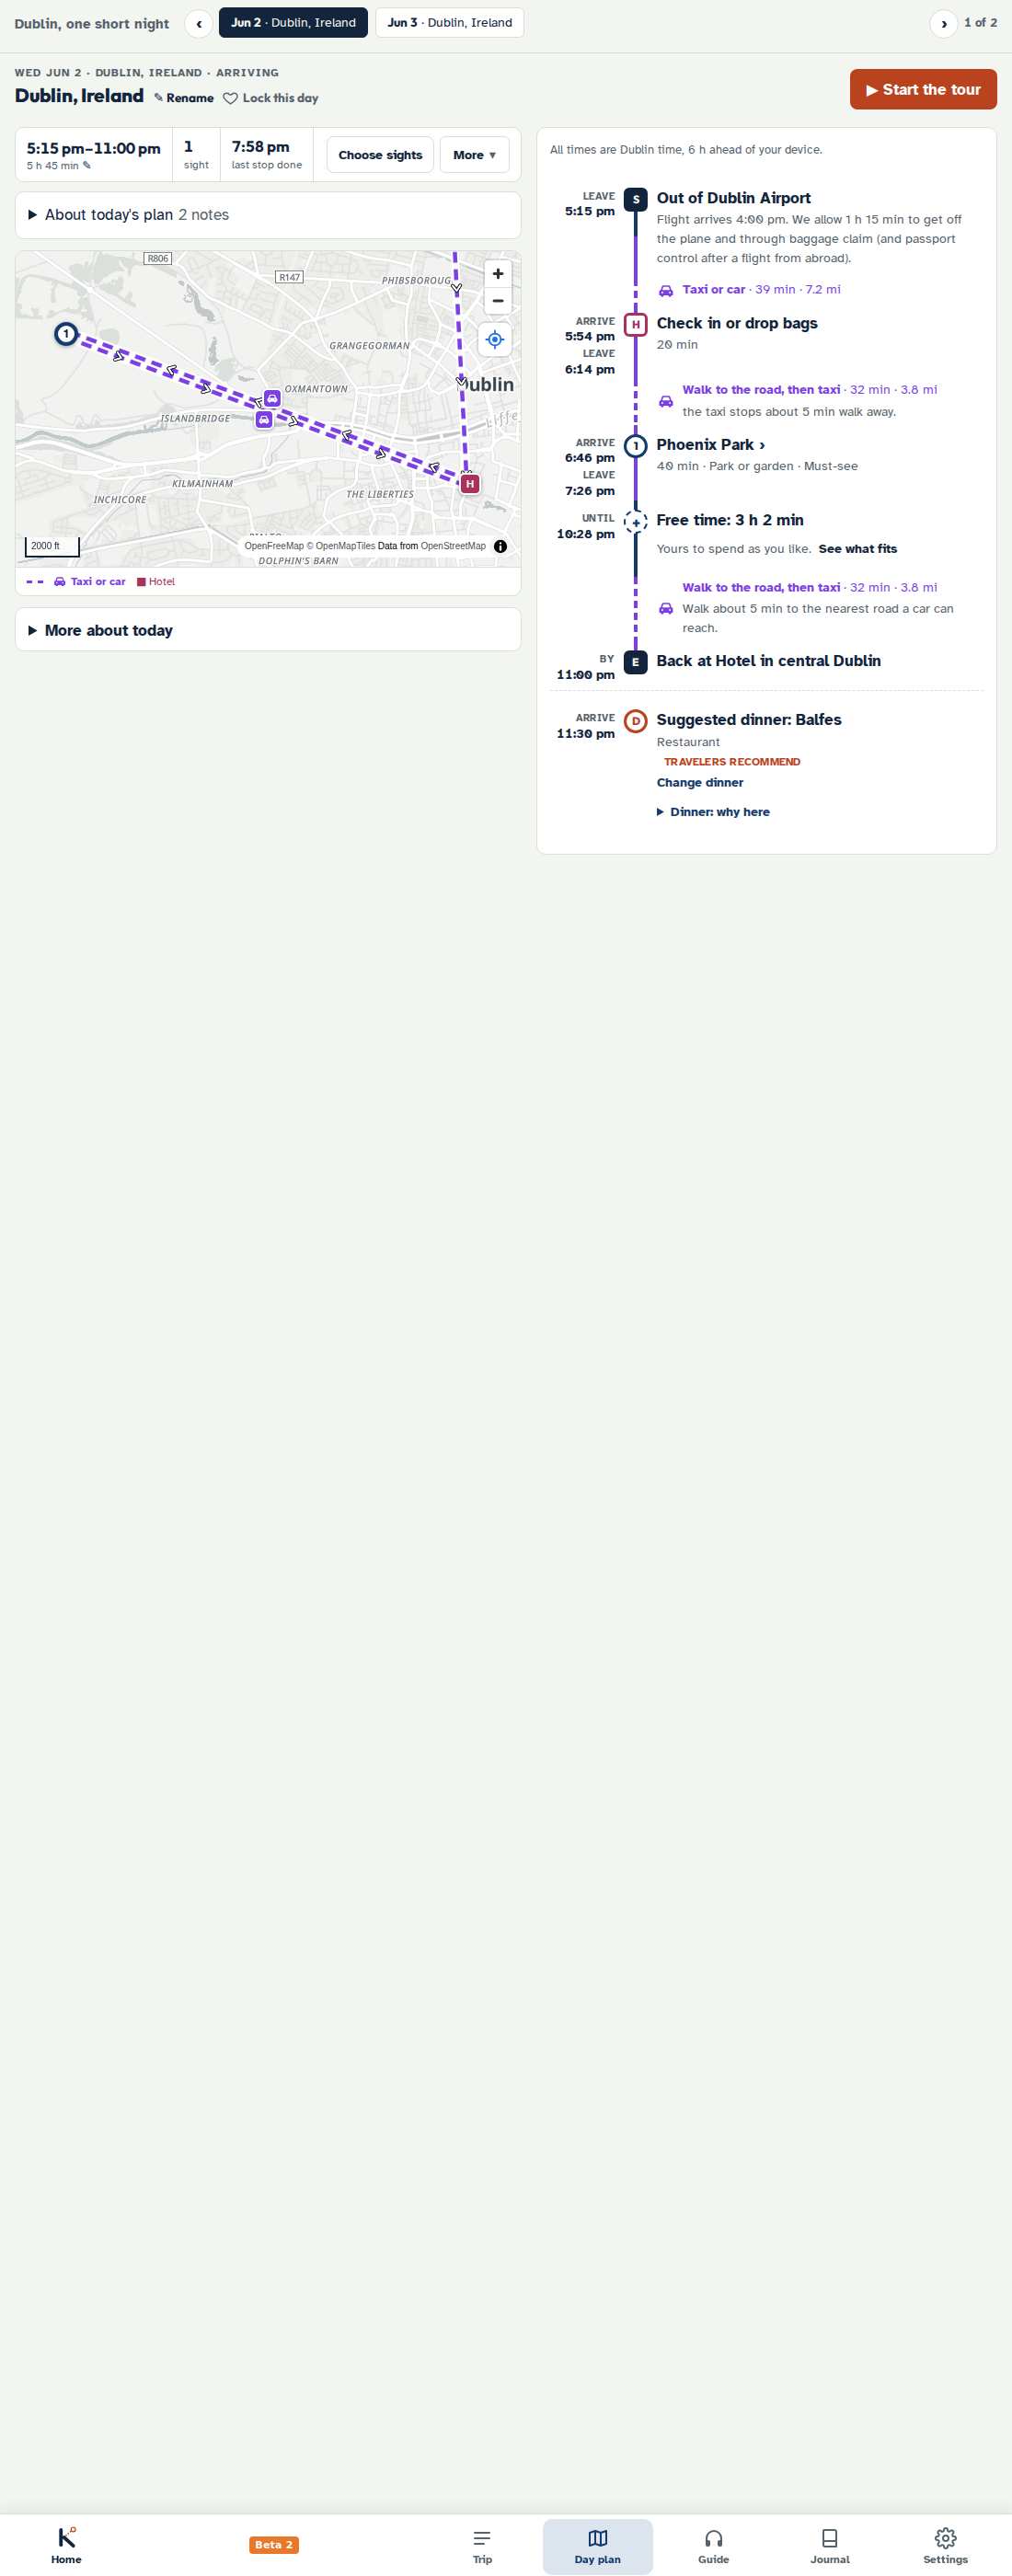 Dublin, one short night
‹
Jun 2 · Dublin, Ireland
Jun 3 · Dublin, Ireland
›
1 of 2
WED JUN 2 · DUBLIN, IRELAND · ARRIVING
Dublin, Ireland
✎ Rename
Lock this day
▶ Start the tour
5:15 pm–11:00 pm
5 h 45 min ✎
1
sight
7:58 pm
last stop done
Choose sights
More ▼
▶ About today's plan 2 notes
R806
R147
PHIBSBOROUG
+
−
1
GRANGEGORMAN
OXMANTOWN
ublin
ISLANDBRIDGE
Liffe
KILMAINHAM
H
THE LIBERTIES
INCHICORE
2000 ft
OpenFreeMap © OpenMapTiles Data from OpenStreetMap
DOLPHIN'S BARN
Taxi or car
Hotel
▶ More about today
All times are Dublin time, 6 h ahead of your device.
LEAVE
5:15 pm
S
Out of Dublin Airport
Flight arrives 4:00 pm. We allow 1 h 15 min to get off
the plane and through baggage claim (and passport
control after a flight from abroad).
Taxi or car · 39 min · 7.2 mi
ARRIVE
5:54 pm
LEAVE
6:14 pm
H
Check in or drop bags
20 min
Walk to the road, then taxi · 32 min · 3.8 mi
the taxi stops about 5 min walk away.
ARRIVE
6:46 pm
LEAVE
7:26 pm
1
Phoenix Park ›
40 min · Park or garden · Must-see
UNTIL
10:28 pm
+
Free time: 3 h 2 min
Yours to spend as you like. See what fits
Walk to the road, then taxi · 32 min · 3.8 mi
Walk about 5 min to the nearest road a car can
reach.
BY
11:00 pm
E
Back at Hotel in central Dublin
ARRIVE
11:30 pm
D
Suggested dinner: Balfes
Restaurant
TRAVELERS RECOMMEND
Change dinner
▶ Dinner: why here
Home
Beta 2
Trip
Day plan
Guide
Journal
Settings